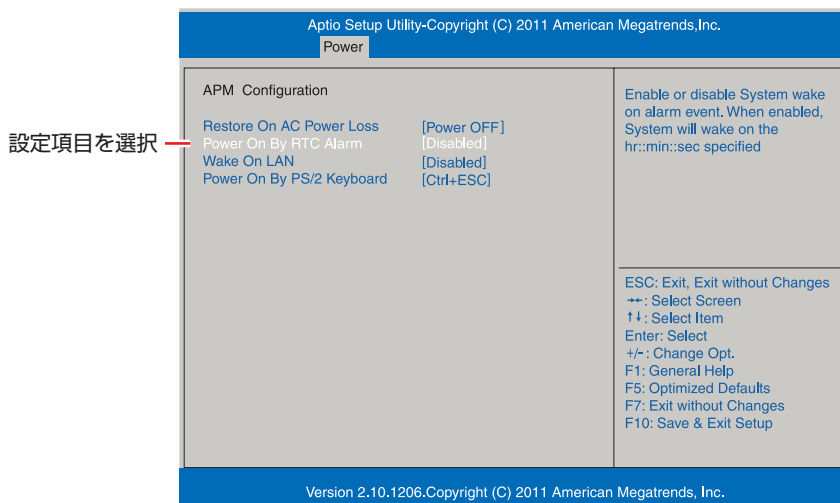 Aptio Setup Utility-Copyright (C) 2011 American Megatrends,Inc.
Power
APM Configuration
Restore On AC Power Loss [Power OFF]
設定項目を選択
Power On By RTC Alarm [Disabled]
Wake On LAN [Disabled]
Power On By PS/2 Keyboard [Ctrl+ESC]
Enable or disable System wake
on alarm event. When enabled,
System will wake on the
hr::min::sec specified
ESC: Exit, Exit without Changes
→←: Select Screen
↑↓: Select Item
Enter: Select
+/-: Change Opt.
F1: General Help
F5: Optimized Defaults
F7: Exit without Changes
F10: Save & Exit Setup
Version 2.10.1206.Copyright (C) 2011 American Megatrends, Inc.